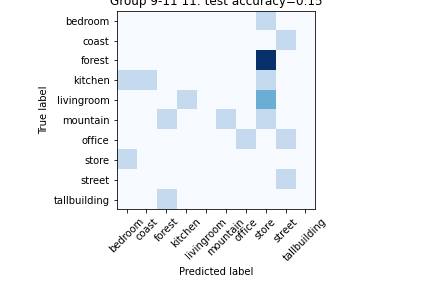 Group 9-11 11: test accuracy=0.15
True label
bedroom
coast
forest
kitchen
livingroom
mountain
office
store
street
tallbuilding
bedroom
coast
forest
kitchen
livingroom
mountain
office
store
street
tallbuilding
Predicted label